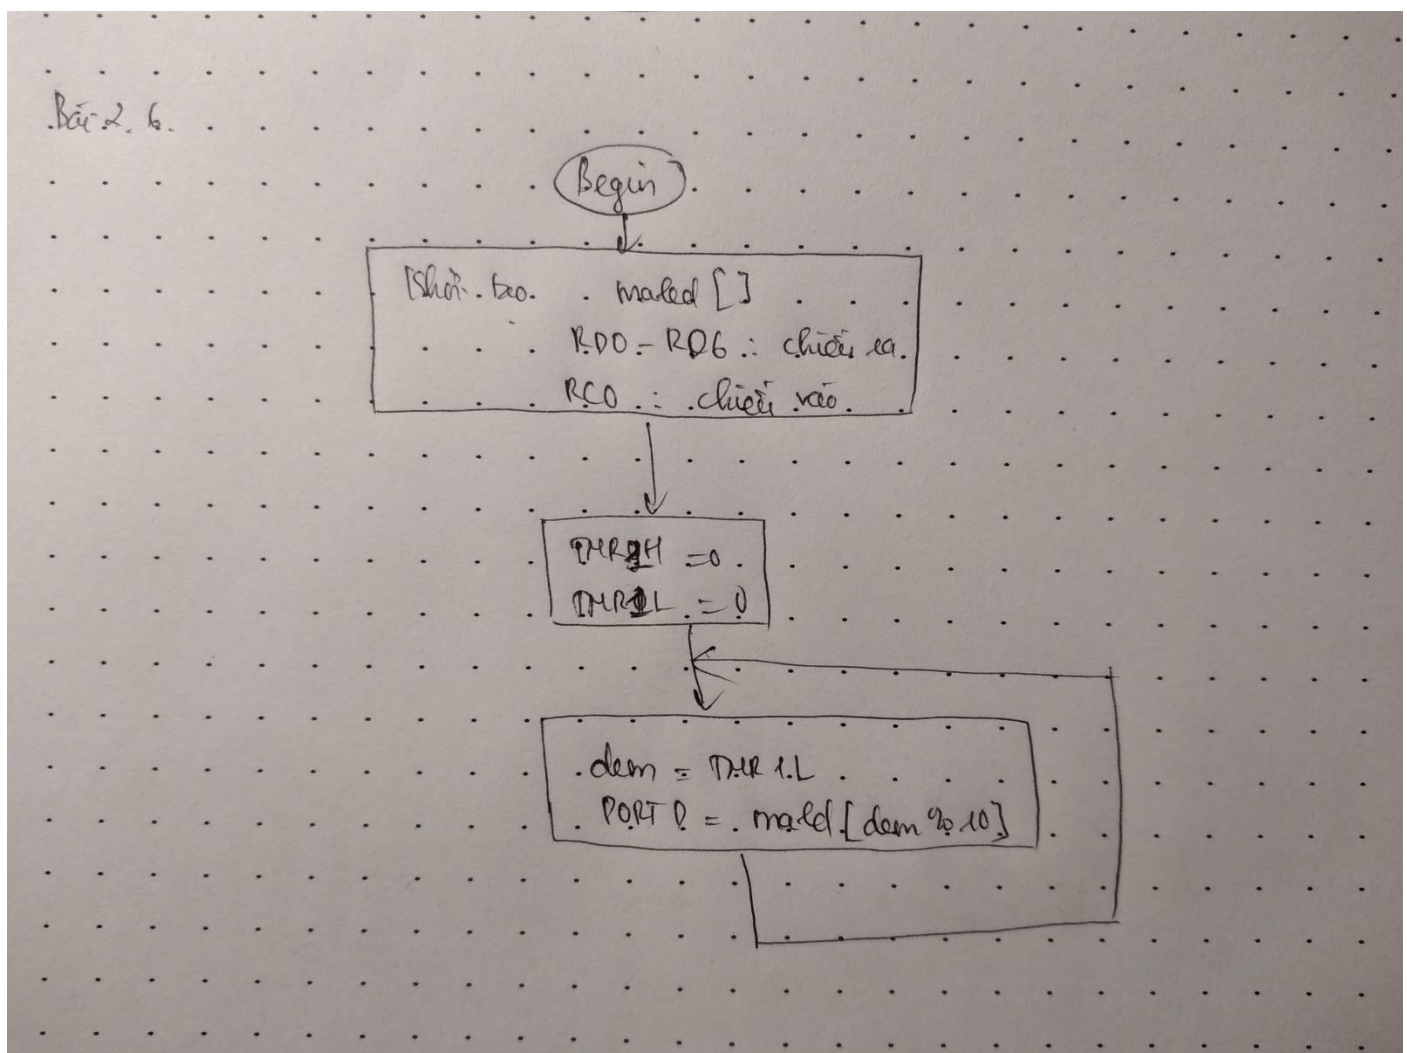 Bài 2.6.
Begin
Khởi tạo maled []
RD0 - RD6 : chiều ra.
RC0 : chiều vào.
TMR1H = 0
TMR1L = 0
dem = TMR1L
PORTD = maled [dem % 10]